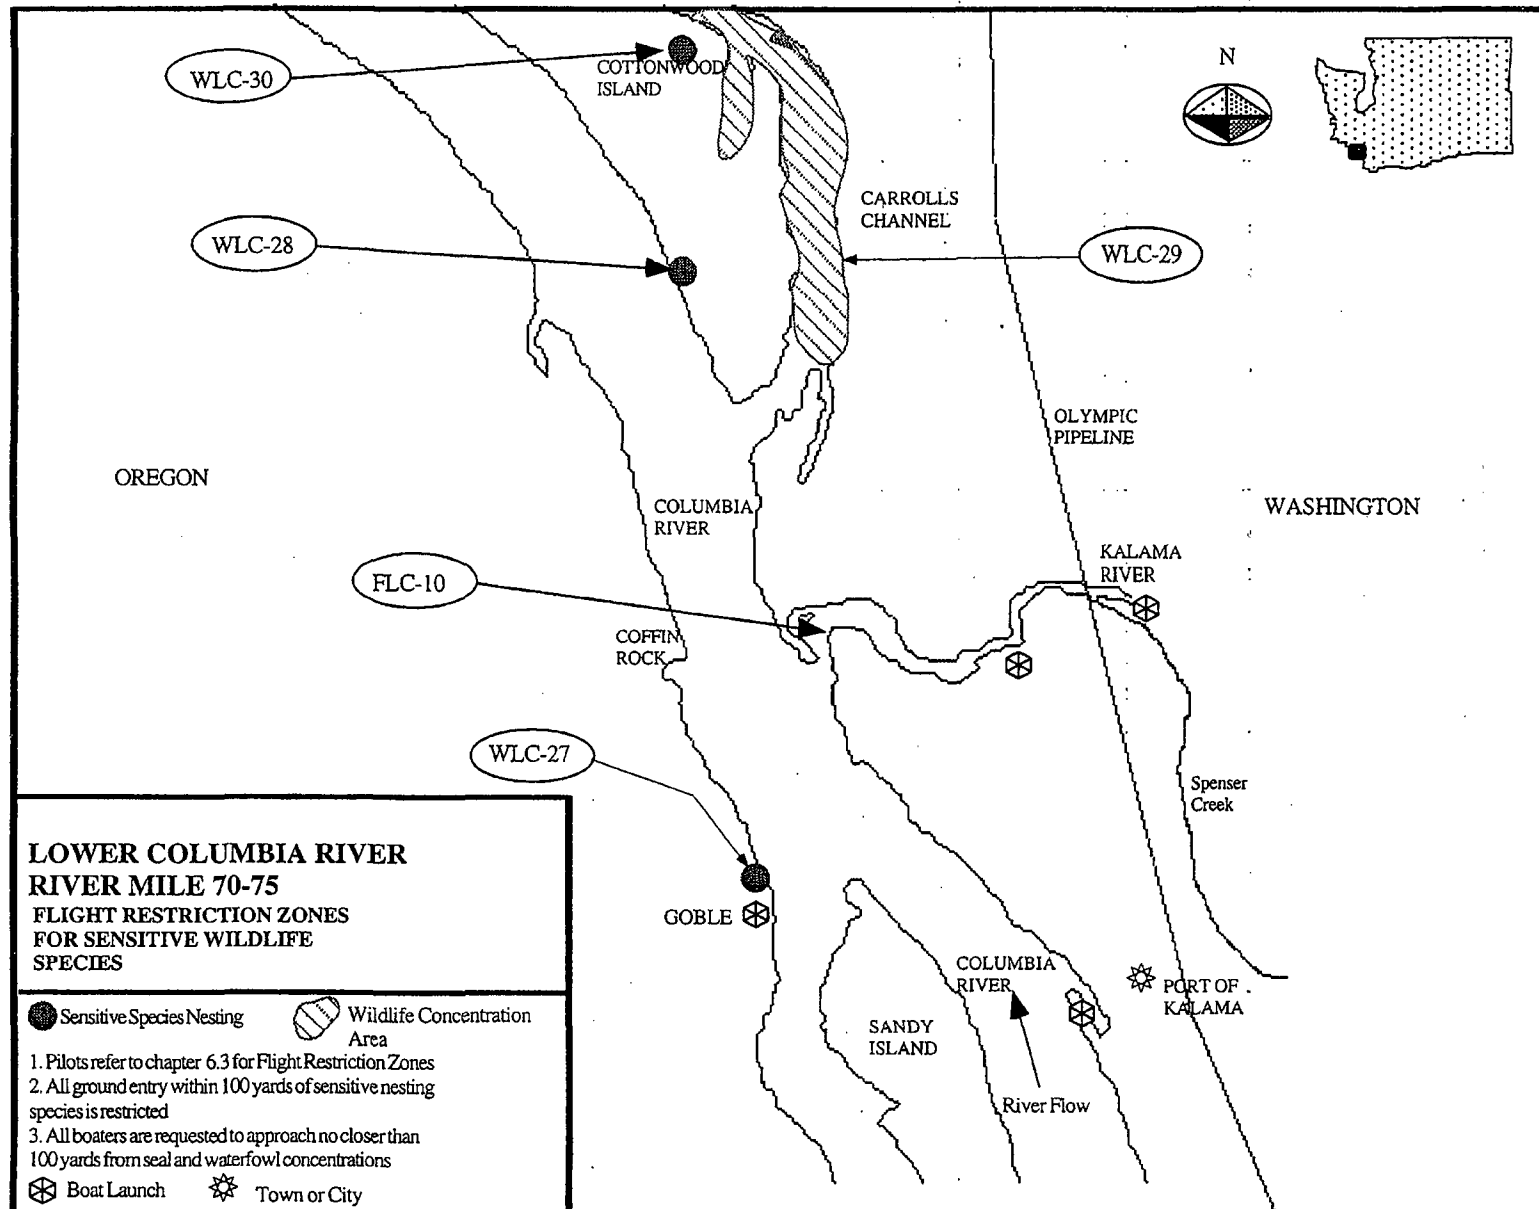 WLC-30
COTTONWOOD
ISLAND
N
CARROLLS
CHANNEL
WLC-28
WLC-29
OLYMPIC
PIPELINE
OREGON
COLUMBIA
RIVER
WASHINGTON
KALAMA
RIVER
FLC-10
COFFIN
ROCK
WLC-27
Spenser
Creek
GOBLE
COLUMBIA
RIVER
PORT OF
KALAMA
SANDY
ISLAND
River Flow
LOWER COLUMBIA RIVER
RIVER MILE 70-75
FLIGHT RESTRICTION ZONES
FOR SENSITIVE WILDLIFE
SPECIES
Sensitive Species Nesting
Wildlife Concentration
Area
1. Pilots refer to chapter 6.3 for Flight Restriction Zones
2. All ground entry within 100 yards of sensitive nesting
species is restricted
3. All boaters are requested to approach no closer than
100 yards from seal and waterfowl concentrations
Boat Launch
Town or City